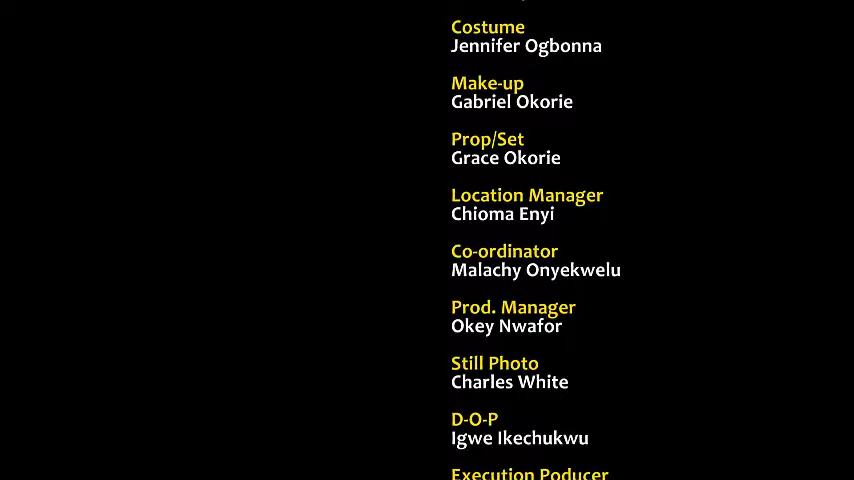 Costume
Jennifer Ogbonna
Make-up
Gabriel Okorie
Prop/Set
Grace Okorie
Location Manager
Chioma Enyi
Co-ordinator
Malachy Onyekwelu
Prod. Manager
Okey Nwafor
Still Photo
Charles White
D-O-P
Igwe Ikechukwu
Execution Poducer